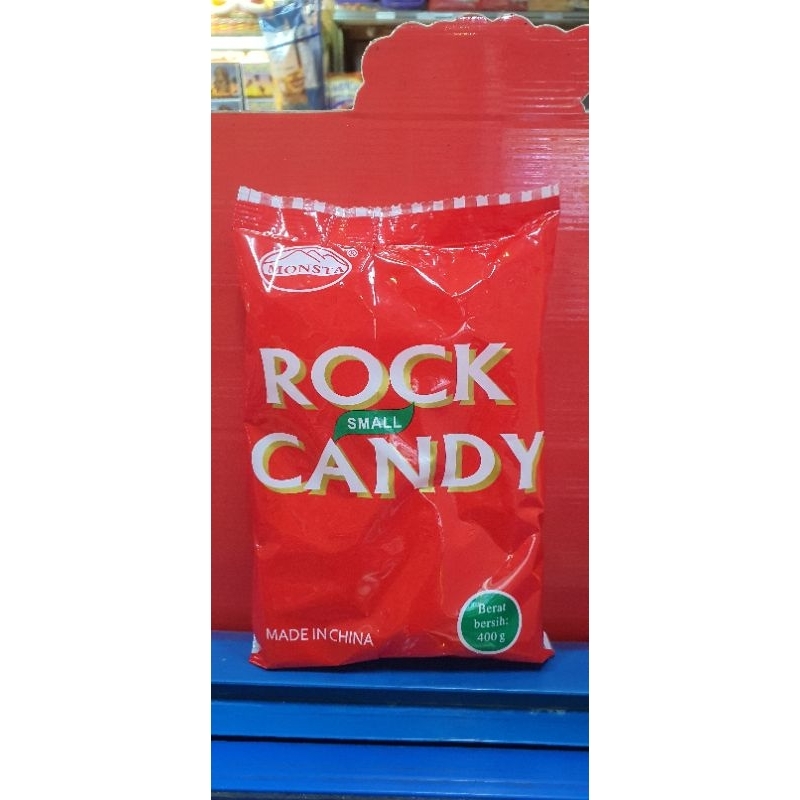 MONSTA®
ROCK
SMALL
CANDY
MADE IN CHINA
Berat
bersih:
400 g